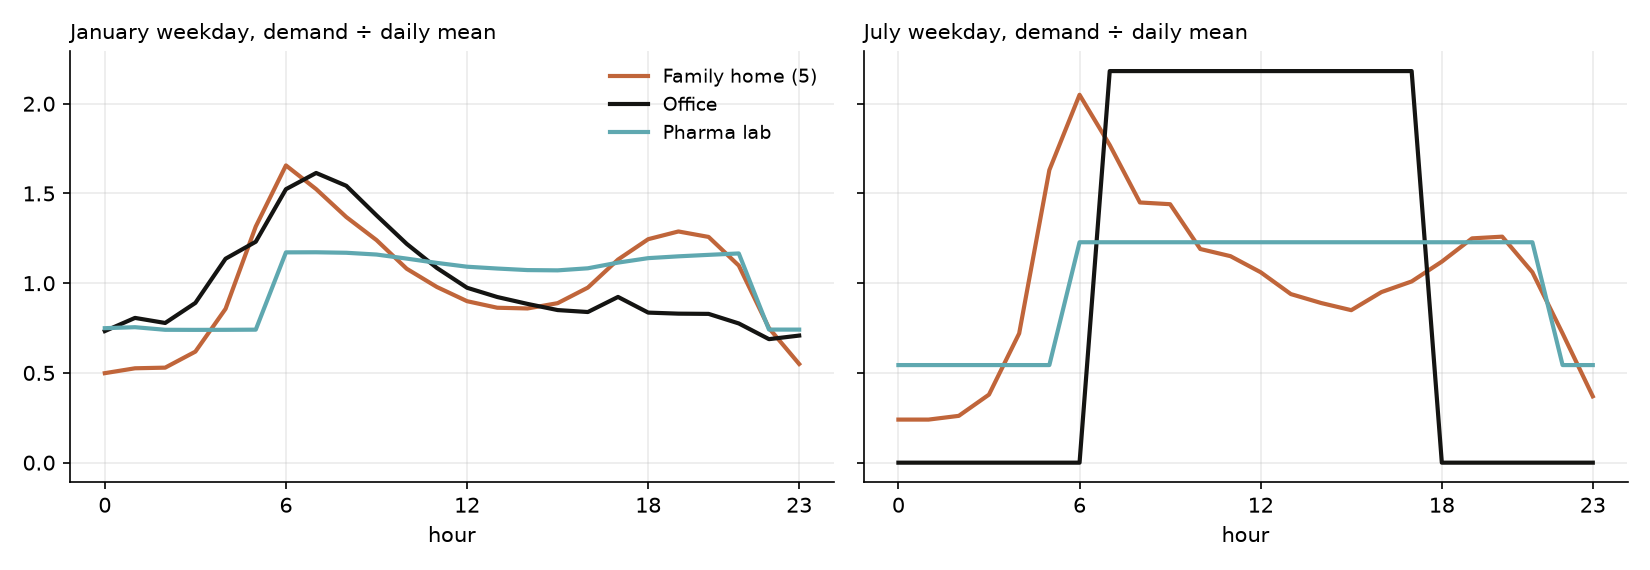 January weekday, demand ÷ daily mean
Family home (5)
Office
Pharma lab
2.0
1.5
1.0
0.5
0.0
0 6 12 18 23
hour
July weekday, demand ÷ daily mean
0 6 12 18 23
hour